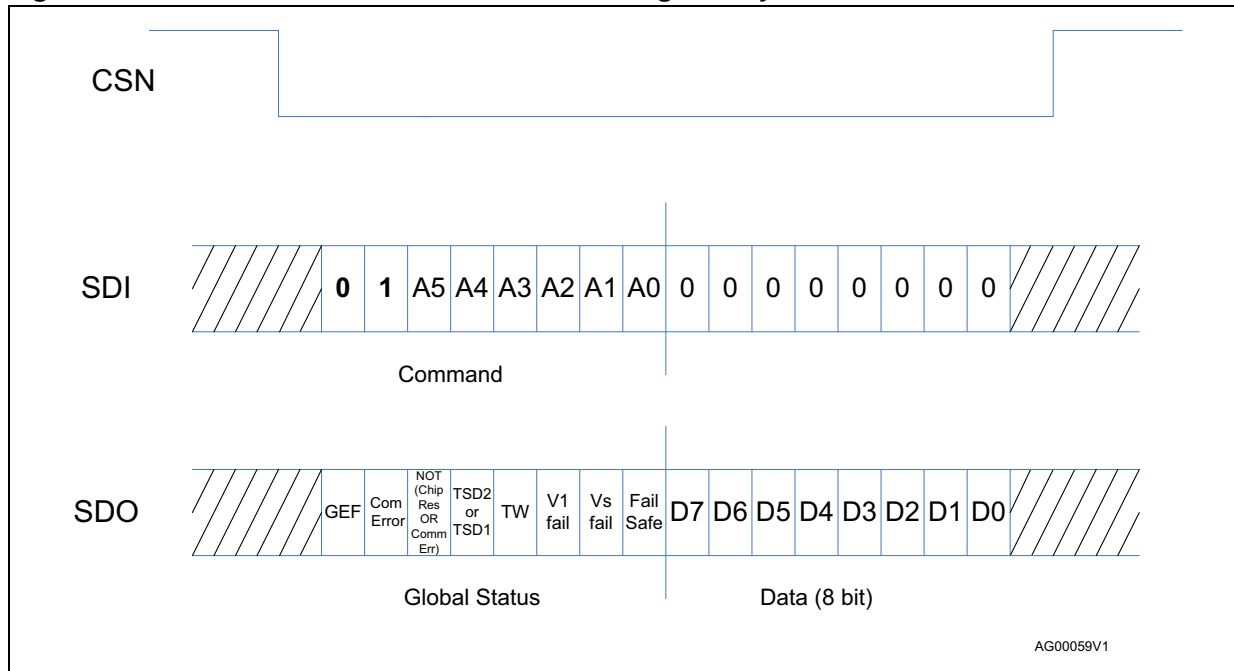 CSN
SDI 0 1 A5 A4 A3 A2 A1 A0 0 0 0 0 0 0 0 0
Command
SDO GEF Com Error NOT (Chip Res OR Comm Err) TSD2 or TSD1 TW V1 fail Vs fail Fail Safe D7 D6 D5 D4 D3 D2 D1 D0
Global Status Data (8 bit)
AG00059V1